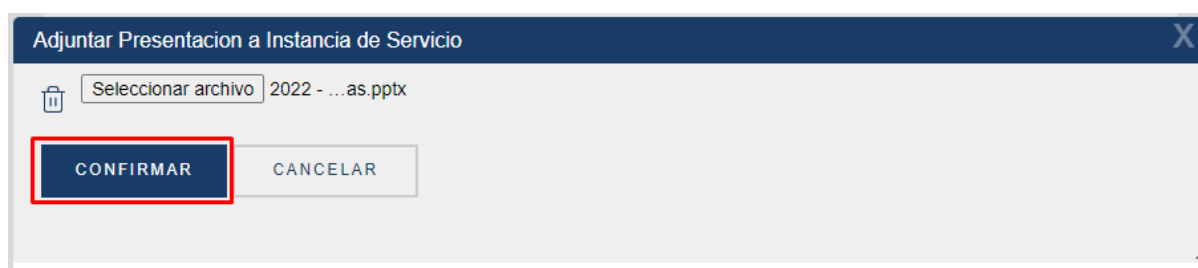 Adjuntar Presentacion a Instancia de Servicio X
Seleccionar archivo 2022 - ...as.pptx
CONFIRMAR CANCELAR